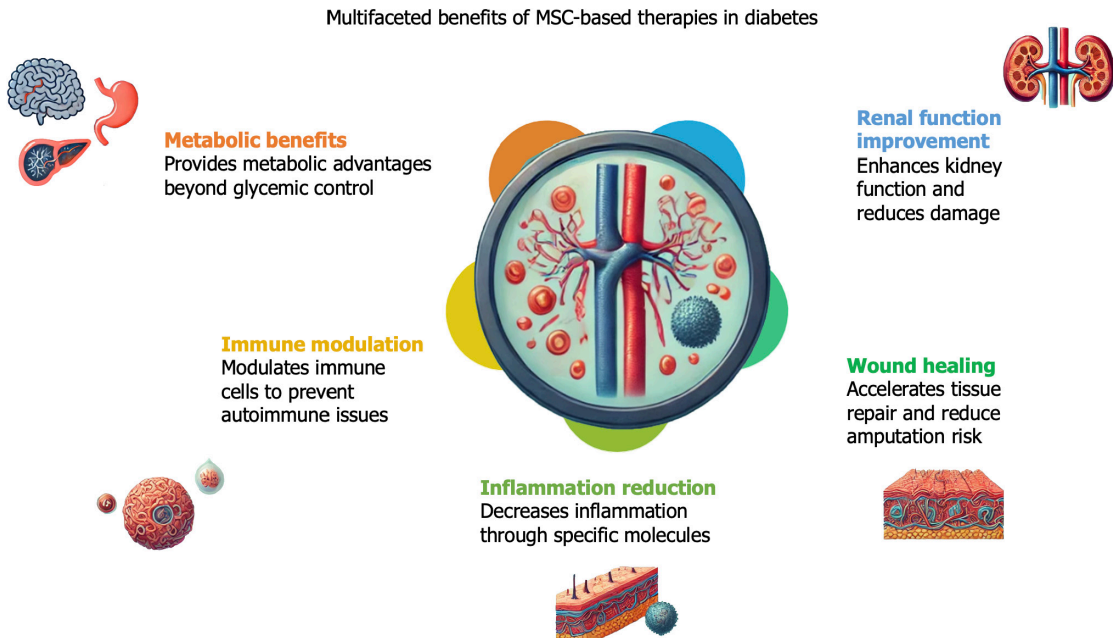 Multifaceted benefits of MSC-based therapies in diabetes
Metabolic benefits
Provides metabolic advantages
beyond glycemic control
Renal function
improvement
Enhances kidney
function and
reduces damage
Immune modulation
Modulates immune
cells to prevent
autoimmune issues
Wound healing
Accelerates tissue
repair and reduce
amputation risk
Inflammation reduction
Decreases inflammation
through specific molecules